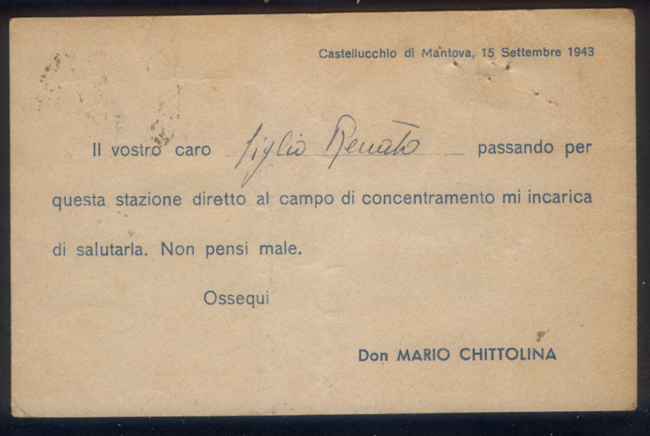 Castellucchio di Mantova, 15 Settembre 1943
Il vostro caro figlio Renato passando per
questa stazione diretto al campo di concentramento mi incarica
di salutarla. Non pensi male.
Ossequi
Don MARIO CHITTOLINA